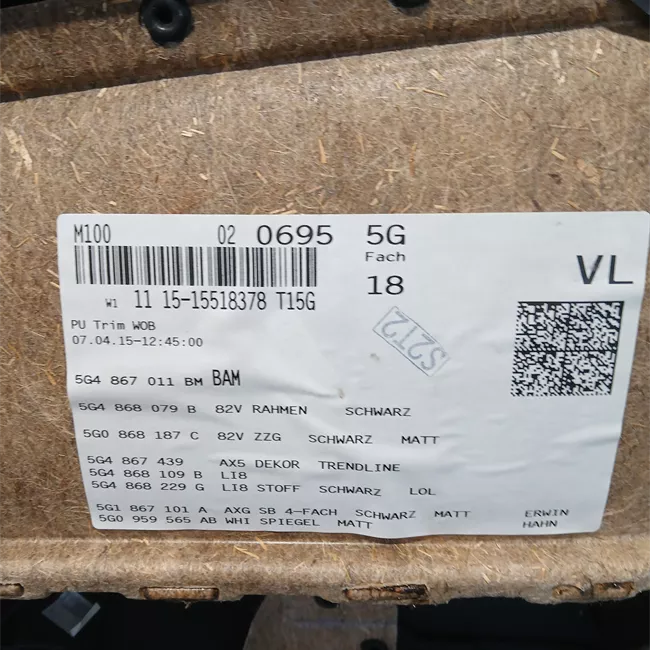 M100 02 0695 5G
Fach
18
VL
W1 11 15-15518378 T15G
PU Trim WOB
07.04.15-12:45:00
S2T2
5G4 867 011 BM BAM
5G4 868 079 B 82V RAHMEN SCHWARZ
5G0 868 187 C 82V ZZG SCHWARZ MATT
5G4 867 439 AX5 DEKOR TRENDLINE
5G4 868 109 B LI8
5G4 868 229 G LI8 STOFF SCHWARZ LOL
5G1 867 101 A AXG SB 4-FACH SCHWARZ MATT ERWIN
5G0 959 565 AB WHI SPIEGEL MATT HAHN